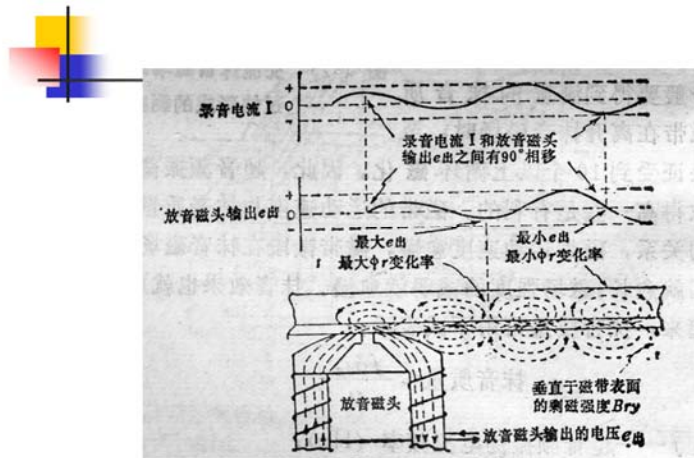 +
录音电流 I 0
-
录音电流 I 和放音磁头
输出e出之间有90°相移
+
放音磁头输出e出 0
-
最大e出
最大φr变化率
最小e出
最小φr变化率
放音磁头
垂直于磁带表面
的剩磁强度Bry
放音磁头输出的电压e出